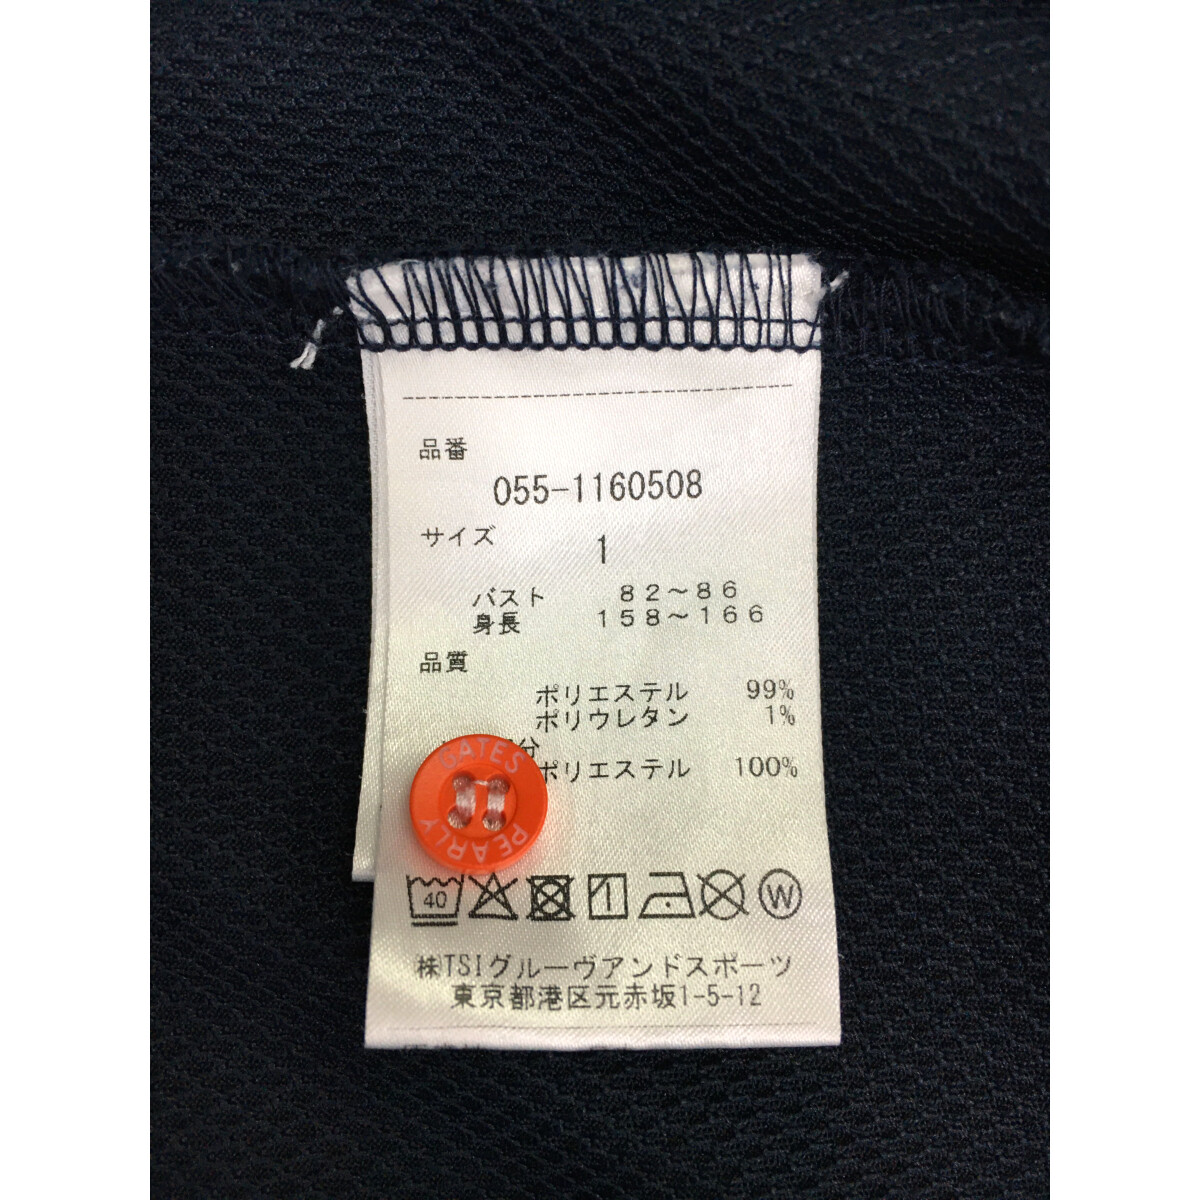 品番
055-1160508
サイズ 1
バスト 82～86
身長 158～166
品質
ポリエステル 99%
ポリウレタン 1%
分
ポリエステル 100%
GATES
PEARLY
40
W
㈱TSIグルーヴアンドスポーツ
東京都港区元赤坂1-5-12